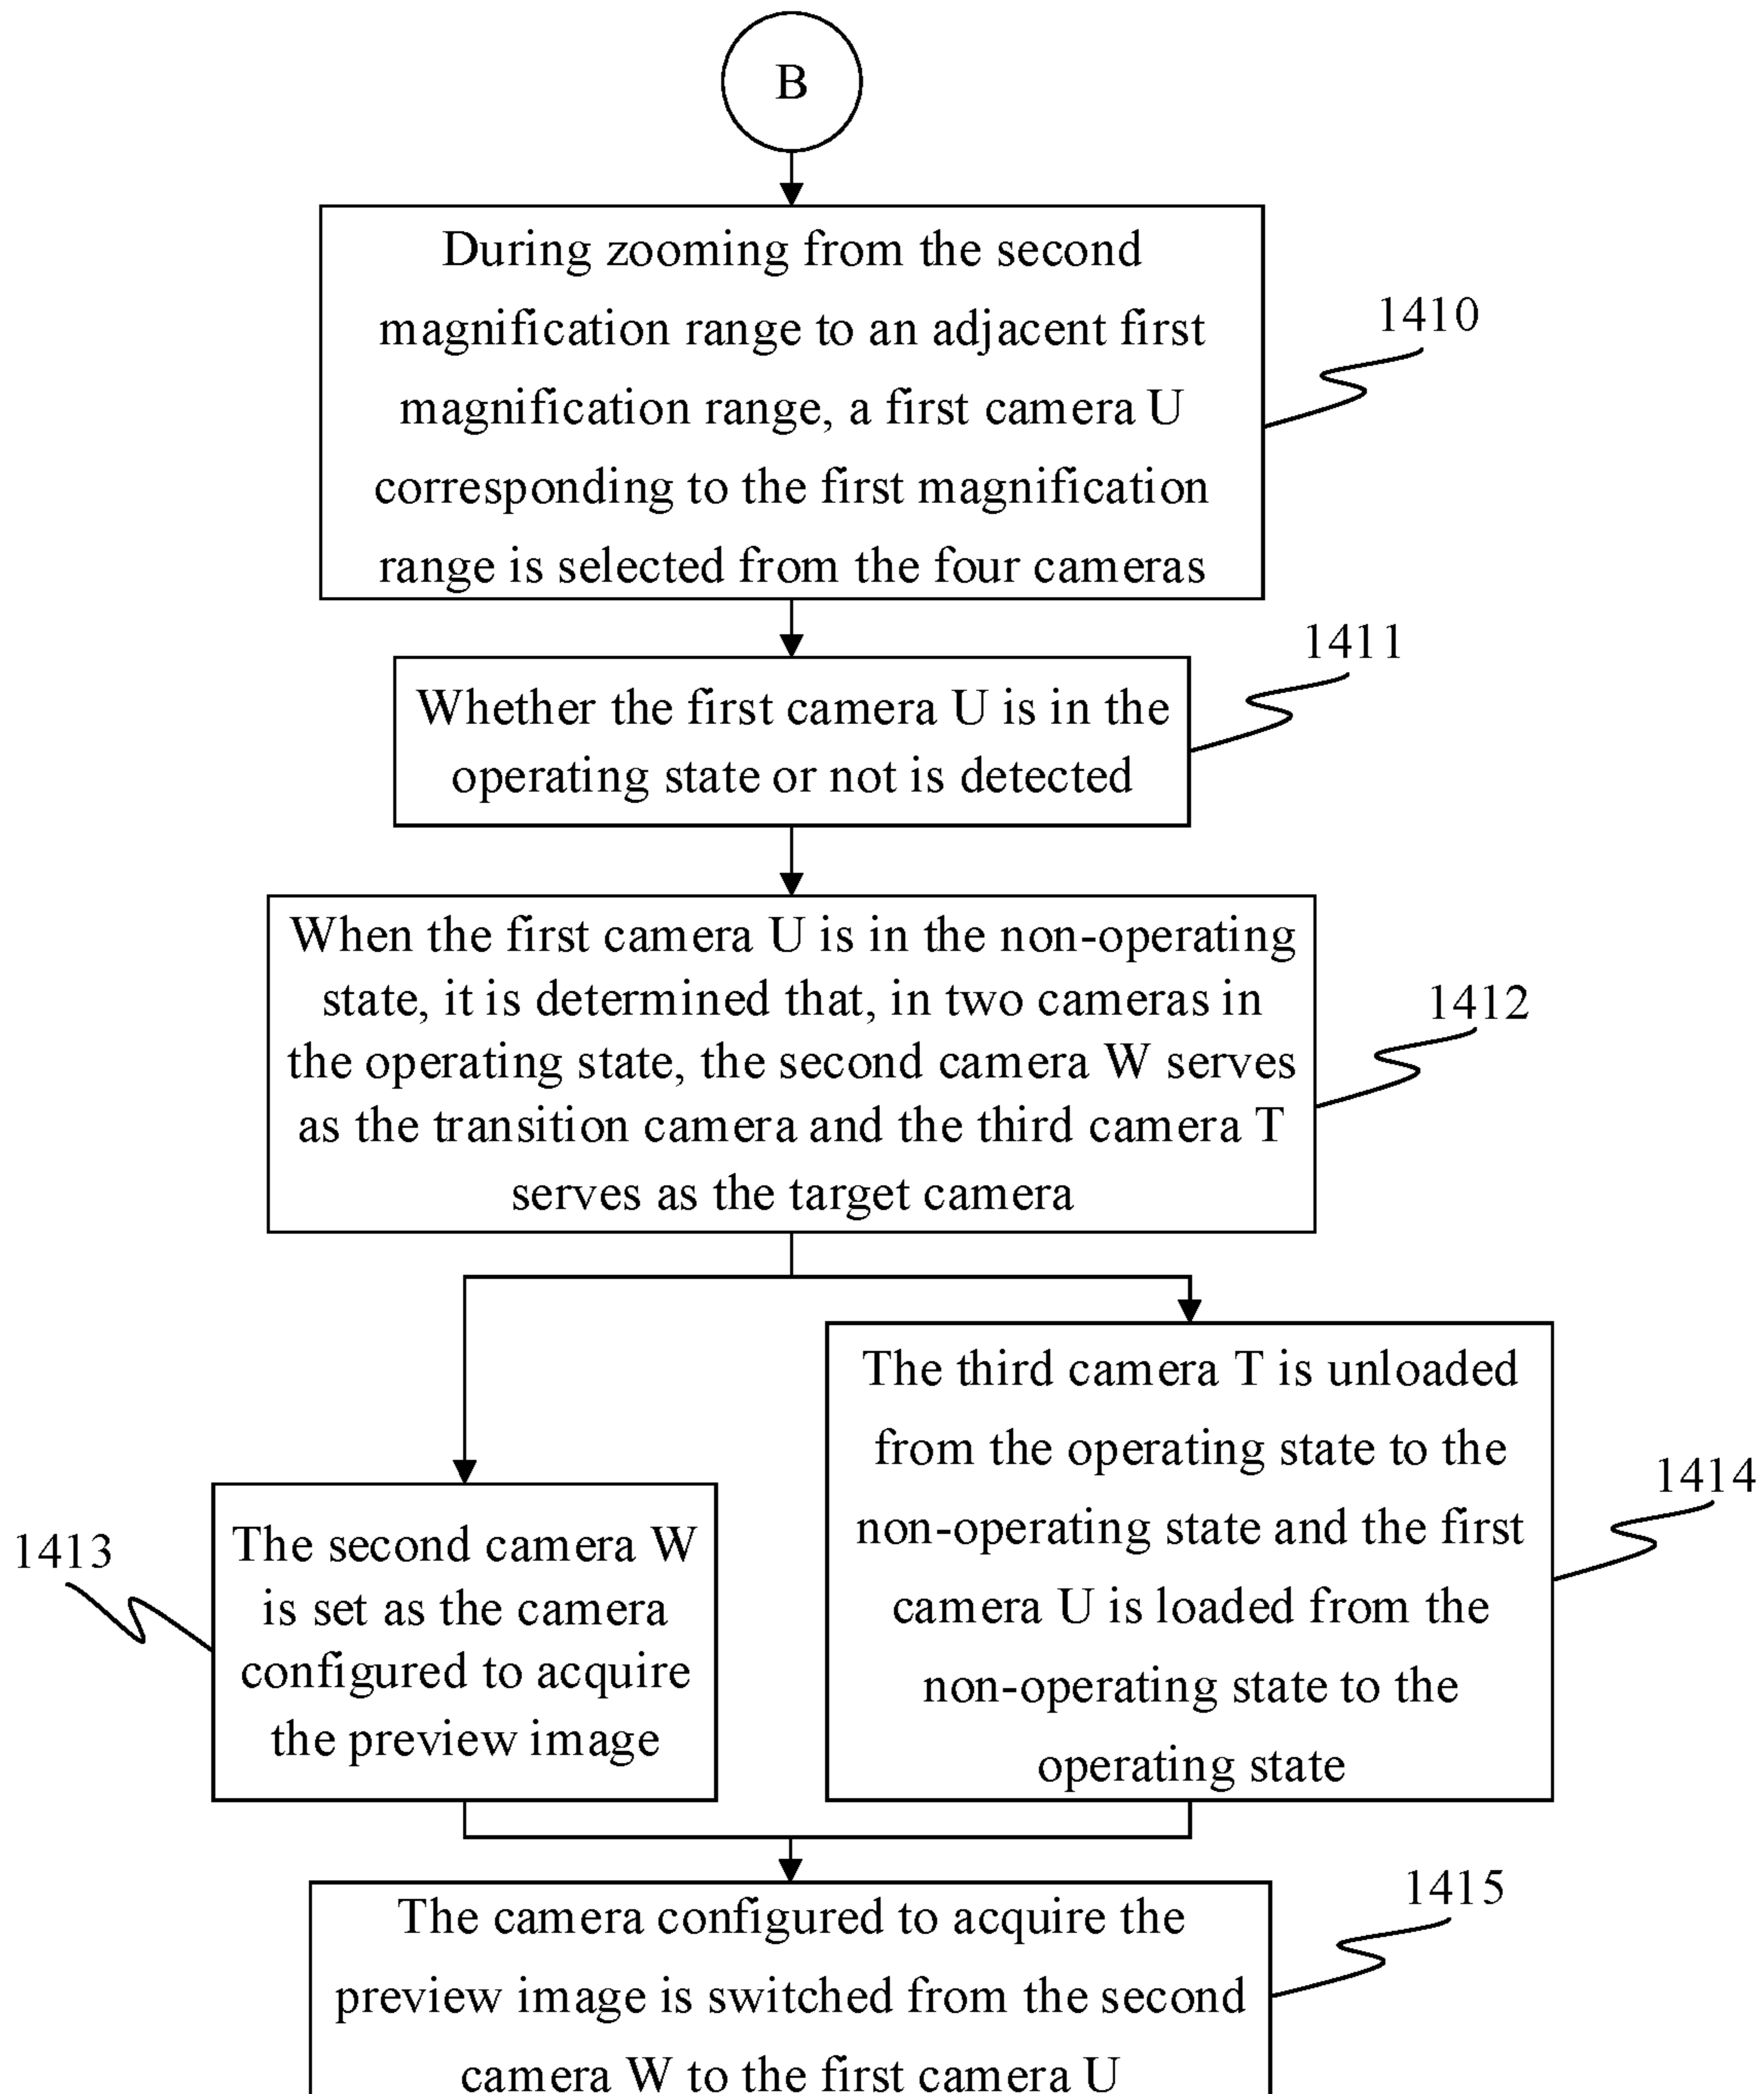 B
During zooming from the second
magnification range to an adjacent first
magnification range, a first camera U
corresponding to the first magnification
range is selected from the four cameras
1410
Whether the first camera U is in the
operating state or not is detected
1411
When the first camera U is in the non-operating
state, it is determined that, in two cameras in
the operating state, the second camera W serves
as the transition camera and the third camera T
serves as the target camera
1412
1413
The second camera W
is set as the camera
configured to acquire
the preview image
The third camera T is unloaded
from the operating state to the
non-operating state and the first
camera U is loaded from the
non-operating state to the
operating state
1414
The camera configured to acquire the
preview image is switched from the second
camera W to the first camera U
1415